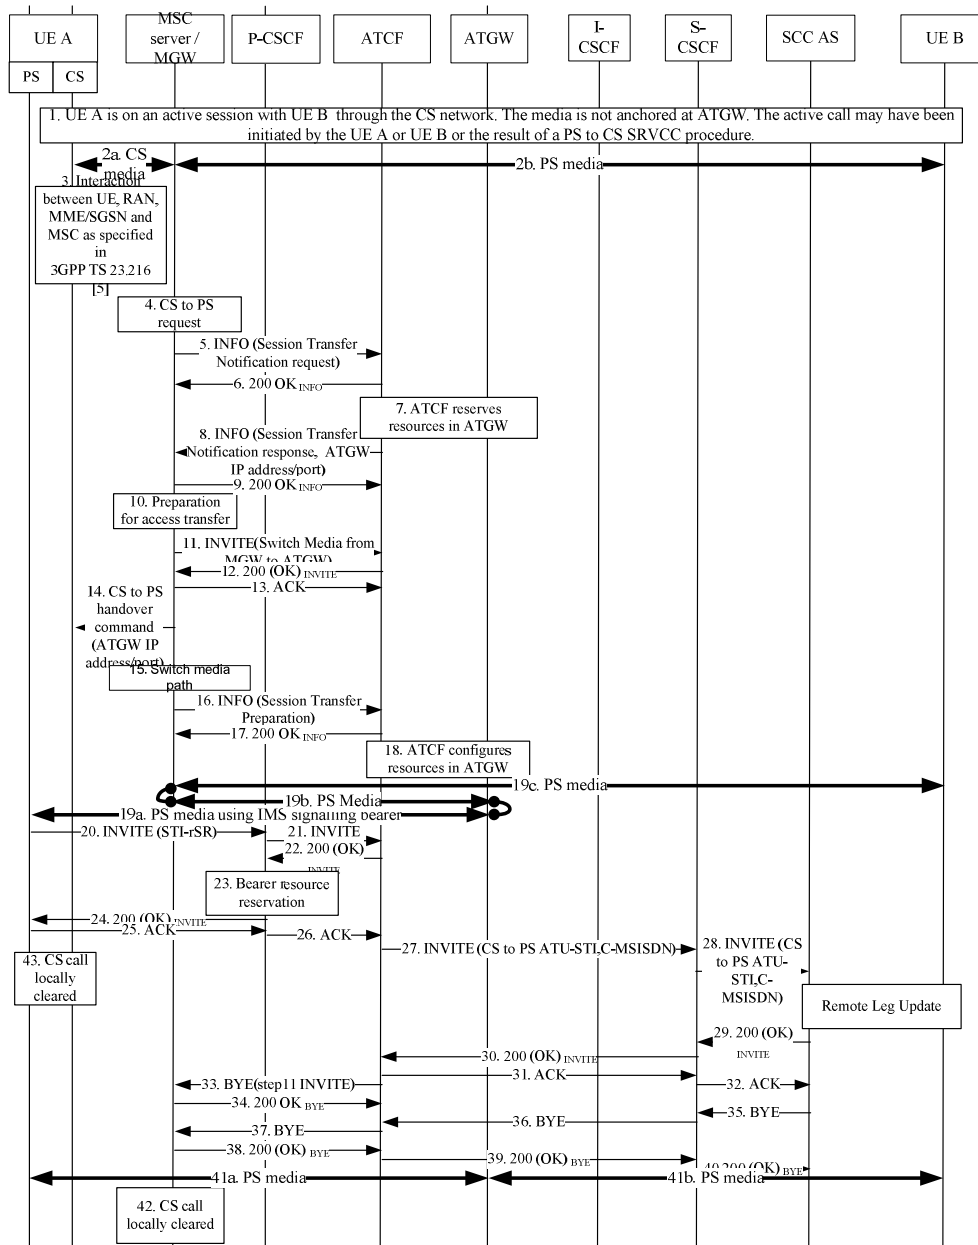 UE A
MSC
server /
MGW
P-CSCF
ATCF
ATGW
I-
CSCF
S-
CSCF
SCC AS
UE B
PS
CS
1. UE A is on an active session with UE B through the CS network. The media is not anchored at ATGW. The active call may have been
initiated by the UE A or UE B or the result of a PS to CS SRVCC procedure.
2a. CS
media
2b. PS media
3. Interaction
between UE, RAN,
MME/SGSN and
MSC as specified
in
3GPP TS 23.216
[5]
4. CS to PS
request
5. INFO (Session Transfer
Notification request)
6. 200 OK INFO
7. ATCF reserves
resources in ATGW
8. INFO (Session Transfer
Notification response, ATGW
IP address/port)
9. 200 OK INFO
10. Preparation
for access transfer
11. INVITE(Switch Media from
MGW to ATGW)
12. 200 (OK) INVITE
13. ACK
14. CS to PS
handover
command
(ATGW IP
address/port)
15. Switch media
path
16. INFO (Session Transfer
Preparation)
17. 200 OK INFO
18. ATCF configures
resources in ATGW
19c. PS media
19b. PS Media
19a. PS media using IMS signalling bearer
20. INVITE (STI-rSR)
21. INVITE
22. 200 (OK)
INVITE
23. Bearer resource
reservation
24. 200 (OK) INVITE
25. ACK
26. ACK
27. INVITE (CS to PS ATU-STI,C-MSISDN)
28. INVITE (CS
to PS ATU-
STI,C-
MSISDN)
43. CS call
locally
cleared
Remote Leg Update
29. 200 (OK)
INVITE
30. 200 (OK) INVITE
31. ACK
32. ACK
33. BYE(step11 INVITE)
34. 200 OK BYE
35. BYE
36. BYE
37. BYE
38. 200 (OK) BYE
39. 200 (OK) BYE
40.200 (OK) BYE
41a. PS media
41b. PS media
42. CS call
locally cleared